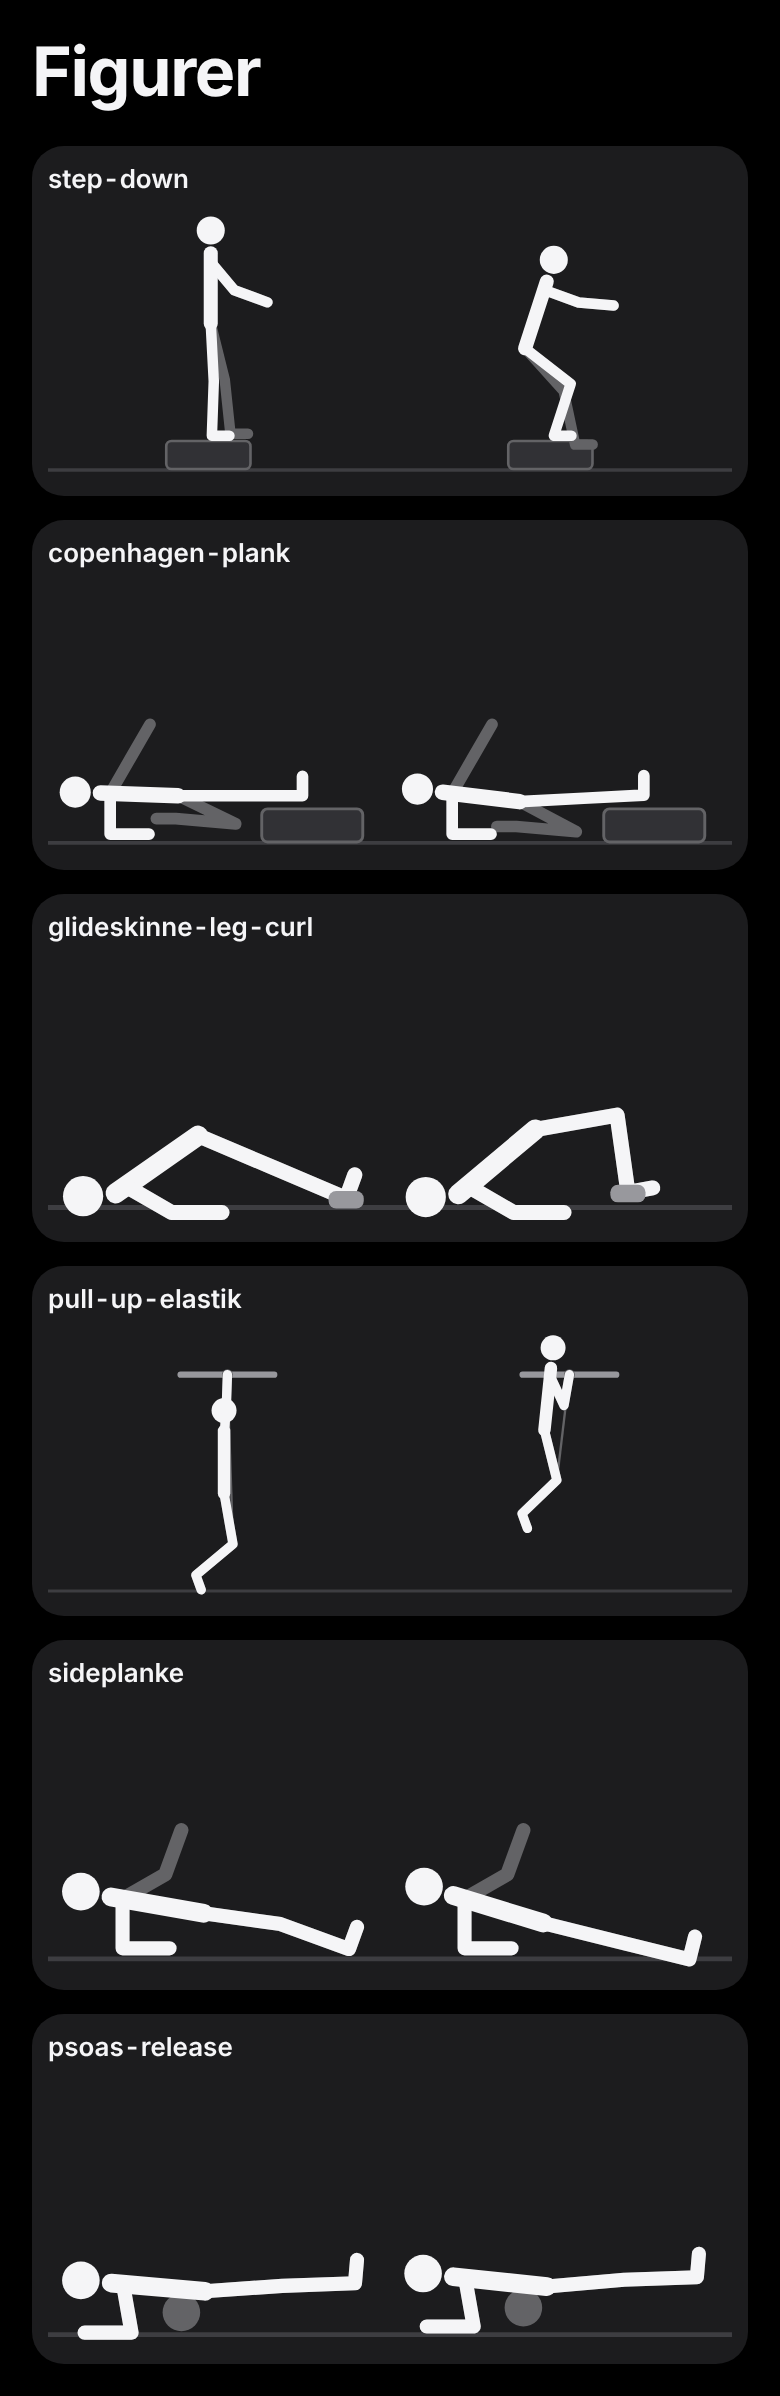 Figurer
step-down
copenhagen-plank
glideskinne-leg-curl
pull-up-elastik
sideplanke
psoas-release